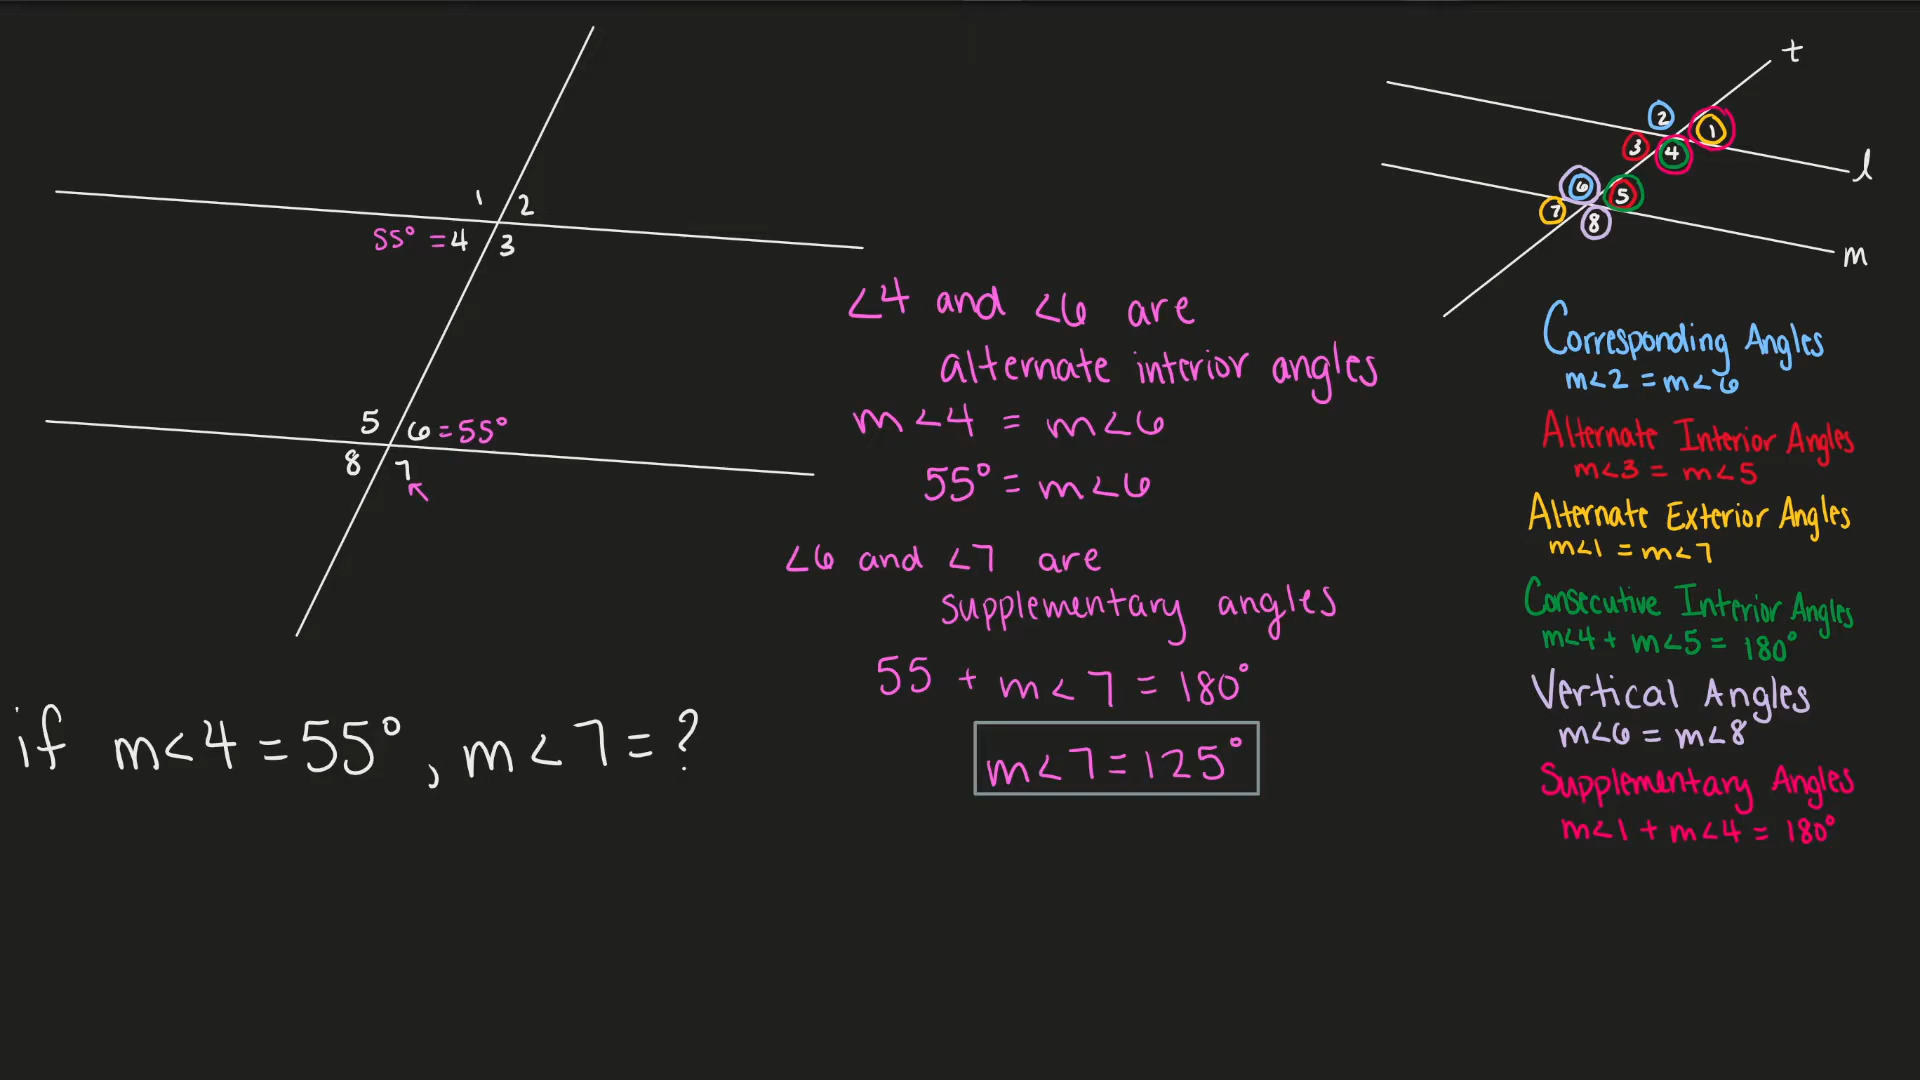 1 2
55° = 4 3
5 6 = 55°
8 7
if m<4 = 55°, m<7 = ?
<4 and <6 are
alternate interior angles
m<4 = m<6
55° = m<6
<6 and <7 are
supplementary angles
55 + m<7 = 180°
m<7 = 125°
t
2 1
3 4
l
6 5
7 8
m
Corresponding Angles
m<2 = m<6
Alternate Interior Angles
m<3 = m<5
Alternate Exterior Angles
m<1 = m<7
Consecutive Interior Angles
m<4 + m<5 = 180°
Vertical Angles
m<6 = m<8
Supplementary Angles
m<1 + m<4 = 180°